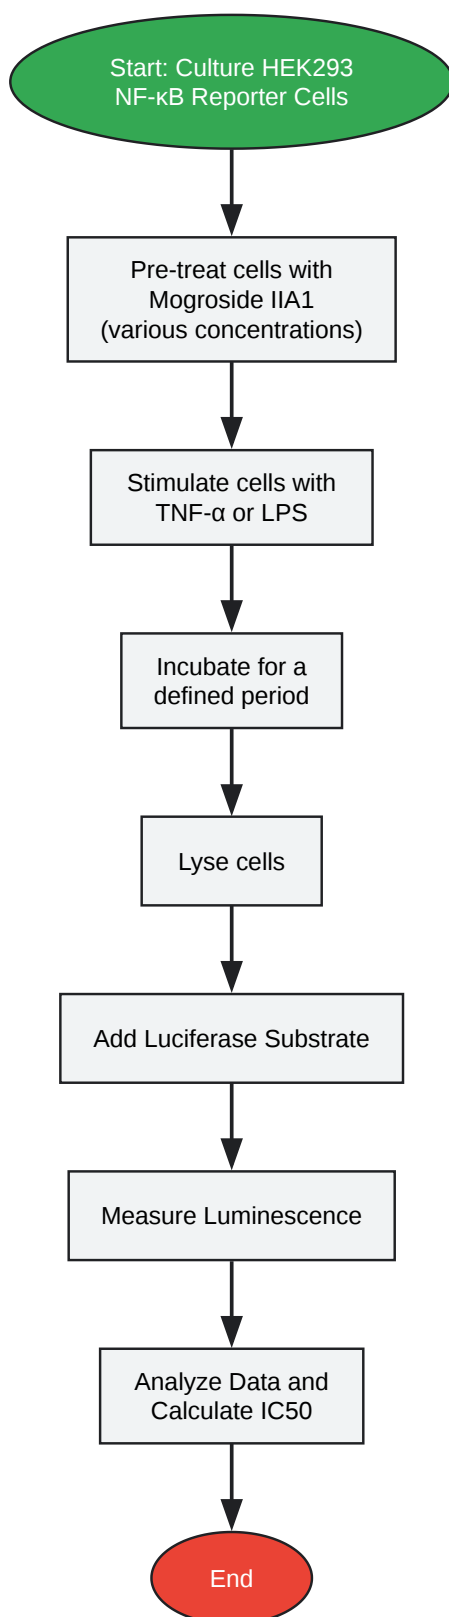 Start: Culture HEK293
NF-κB Reporter Cells
Pre-treat cells with
Mogroside IIA1
(various concentrations)
Stimulate cells with
TNF-α or LPS
Incubate for a
defined period
Lyse cells
Add Luciferase Substrate
Measure Luminescence
Analyze Data and
Calculate IC50
End